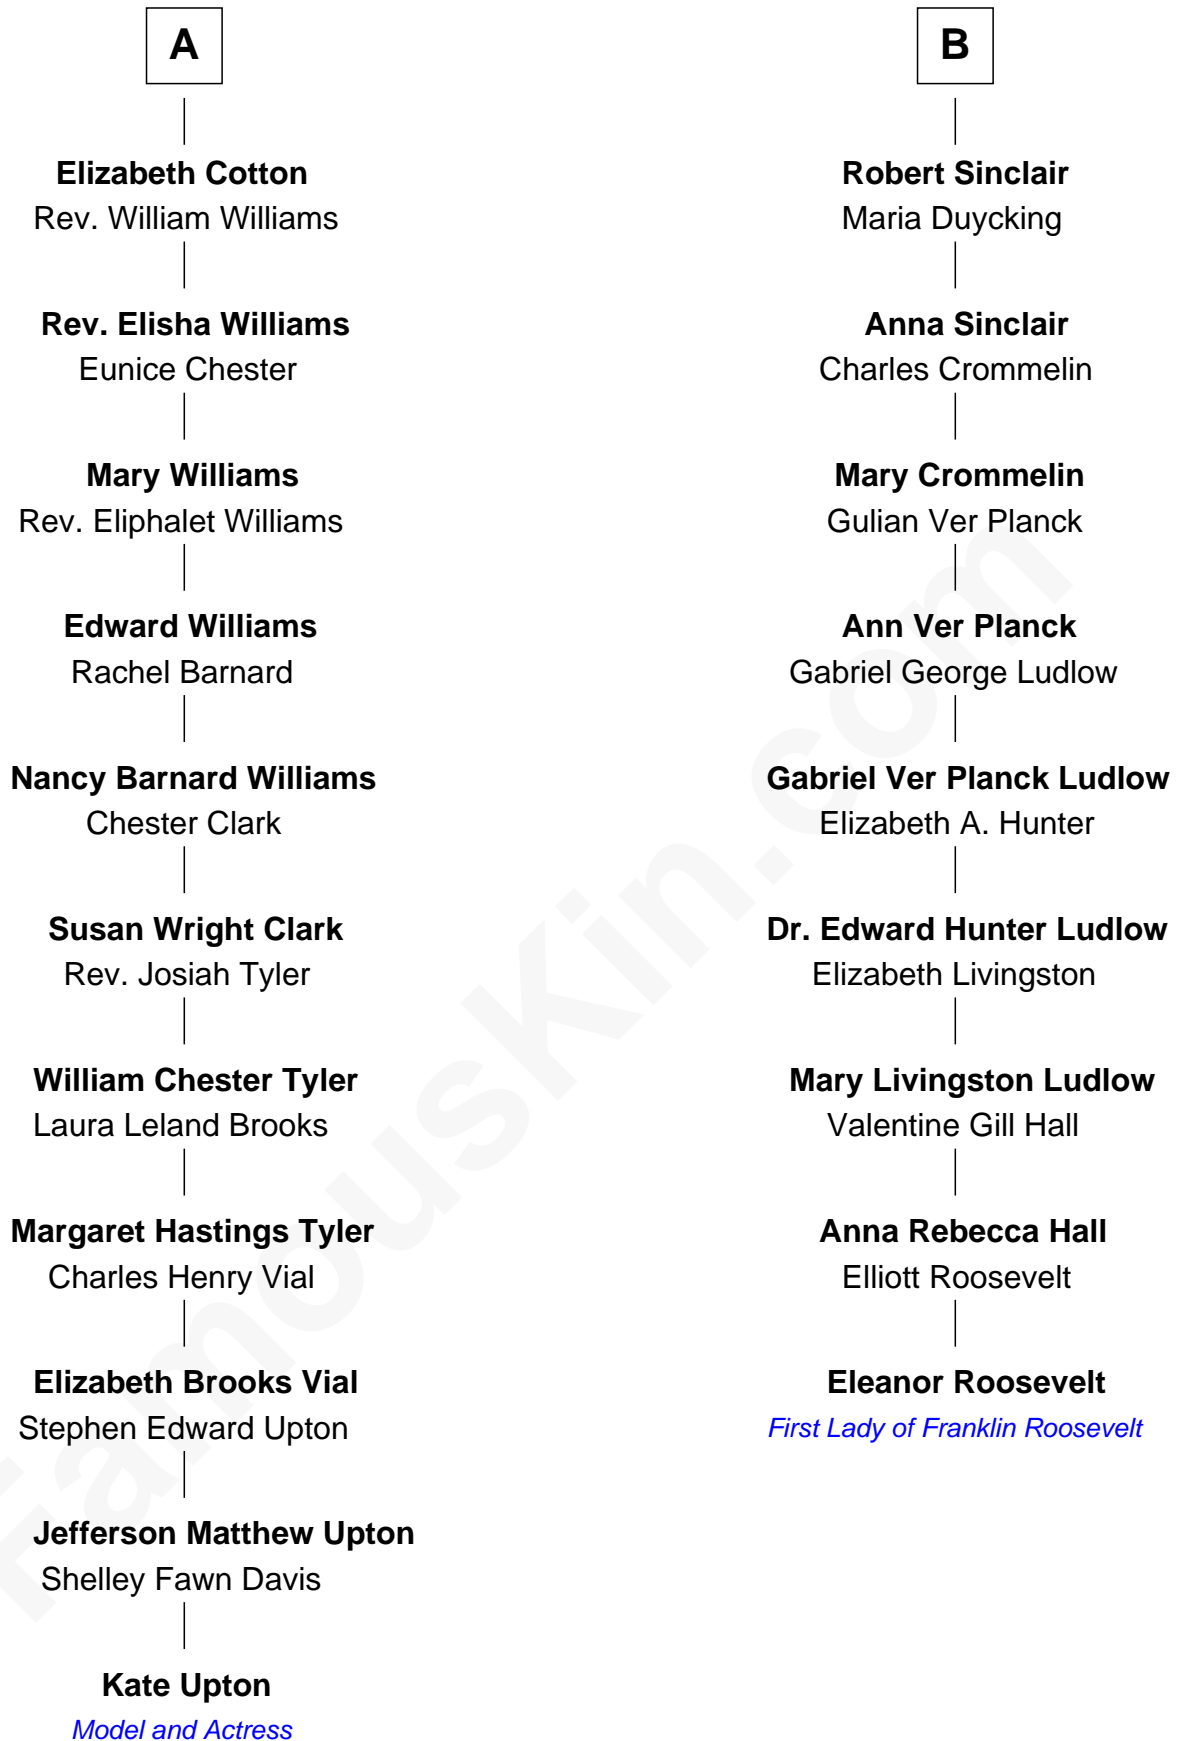 A
Elizabeth Cotton
Rev. William Williams
Rev. Elisha Williams
Eunice Chester
Mary Williams
Rev. Eliphalet Williams
Edward Williams
Rachel Barnard
Nancy Barnard Williams
Chester Clark
Susan Wright Clark
Rev. Josiah Tyler
William Chester Tyler
Laura Leland Brooks
Margaret Hastings Tyler
Charles Henry Vial
Elizabeth Brooks Vial
Stephen Edward Upton
Jefferson Matthew Upton
Shelley Fawn Davis
Kate Upton
Model and Actress
B
Robert Sinclair
Maria Duycking
Anna Sinclair
Charles Crommelin
Mary Crommelin
Gulian Ver Planck
Ann Ver Planck
Gabriel George Ludlow
Gabriel Ver Planck Ludlow
Elizabeth A. Hunter
Dr. Edward Hunter Ludlow
Elizabeth Livingston
Mary Livingston Ludlow
Valentine Gill Hall
Anna Rebecca Hall
Elliott Roosevelt
Eleanor Roosevelt
First Lady of Franklin Roosevelt
FamousKin.com